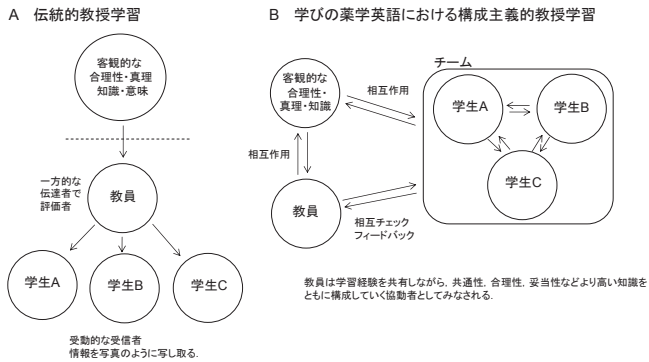 A 伝統的教授学習
客観的な
合理性・真理
知識・意味
一方的な
伝達者で
評価者
教員
学生A
学生B
学生C
受動的な受信者
情報を写真のように写し取る.
B 学びの薬学英語における構成主義的教授学習
客観的な
合理性・
真理・知識
相互作用
チーム
学生A
学生B
学生C
相互作用
教員
相互チェック
フィードバック
教員は学習経験を共有しながら, 共通性, 合理性, 妥当性などより高い知識を
ともに構成していく協動者としてみなされる.